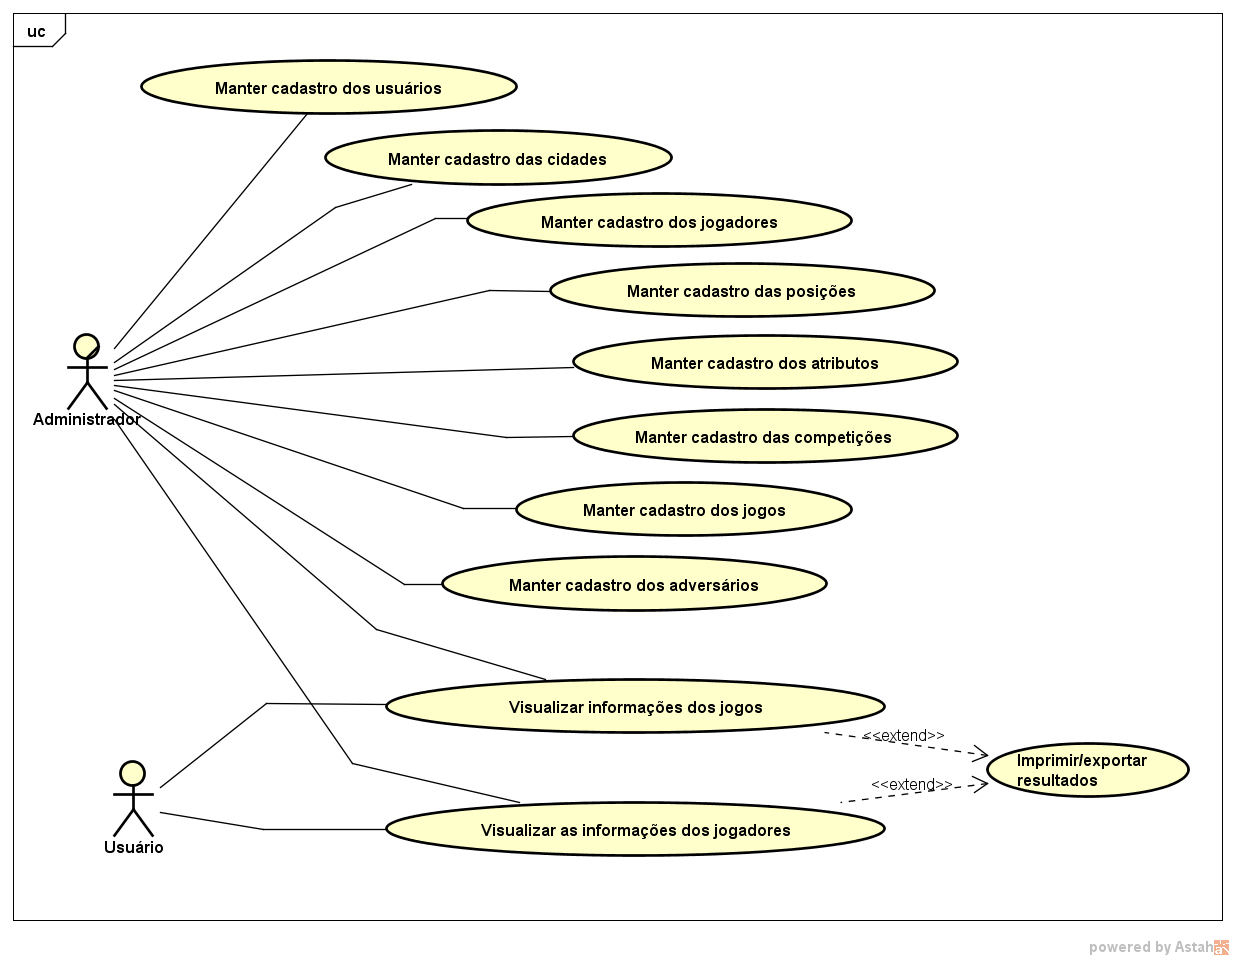 uc
Manter cadastro dos usuários
Manter cadastro das cidades
Manter cadastro dos jogadores
Manter cadastro das posições
Manter cadastro dos atributos
Administrador
Manter cadastro das competições
Manter cadastro dos jogos
Manter cadastro dos adversários
Visualizar informações dos jogos
<<extend>>
Imprimir/exportar
resultados
<<extend>>
Visualizar as informações dos jogadores
Usuário
powered by Astah